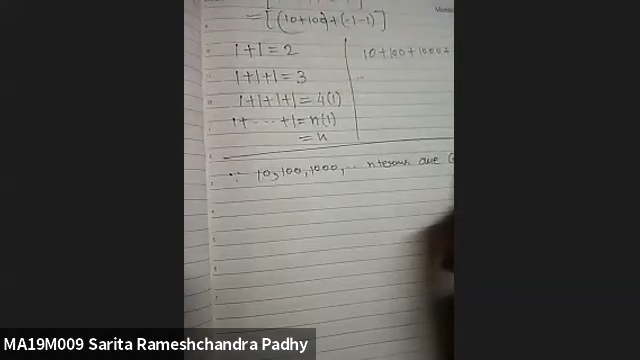 = [(10+100)+(-1-1)]
1+1=2
10+100+1000+
1+1+1=3
1+1+1+1=4(1)
1+...+1=n(1)
=n
∵ 10,100,1000,... n terms are
MA19M009 Sarita Rameshchandra Padhy